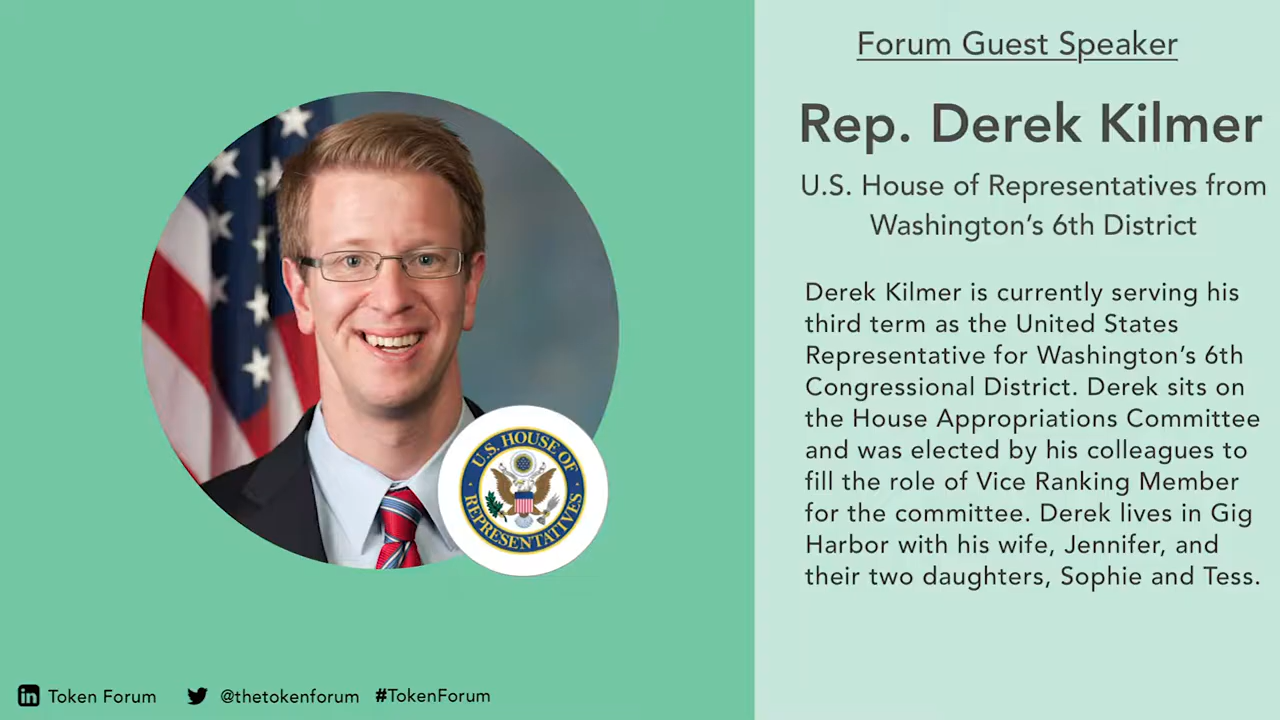 Forum Guest Speaker
Rep. Derek Kilmer
U.S. House of Representatives from
Washington's 6th District
Derek Kilmer is currently serving his
third term as the United States
Representative for Washington's 6th
Congressional District. Derek sits on
the House Appropriations Committee
and was elected by his colleagues to
fill the role of Vice Ranking Member
for the committee. Derek lives in Gig
Harbor with his wife, Jennifer, and
their two daughters, Sophie and Tess.
U.S. HOUSE OF
REPRESENTATIVES
in Token Forum @thetokenforum #TokenForum